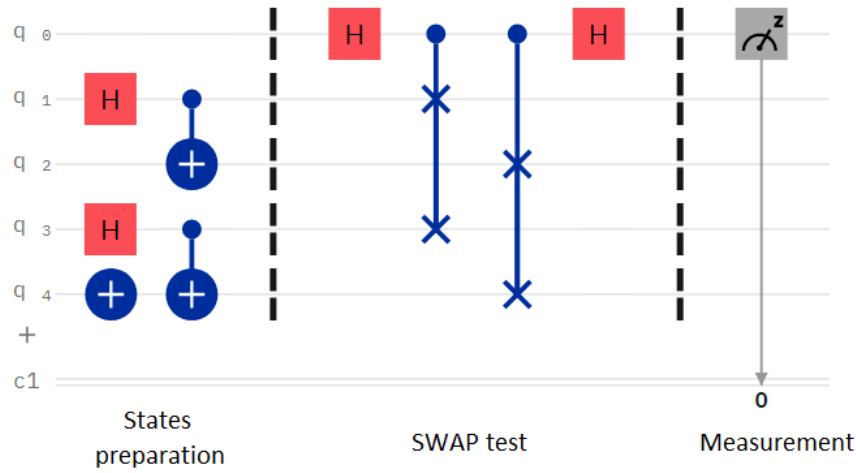 q 0 H H z
q 1 H
q 2
q 3 H
q 4
+
c1
0
States
preparation
SWAP test
Measurement